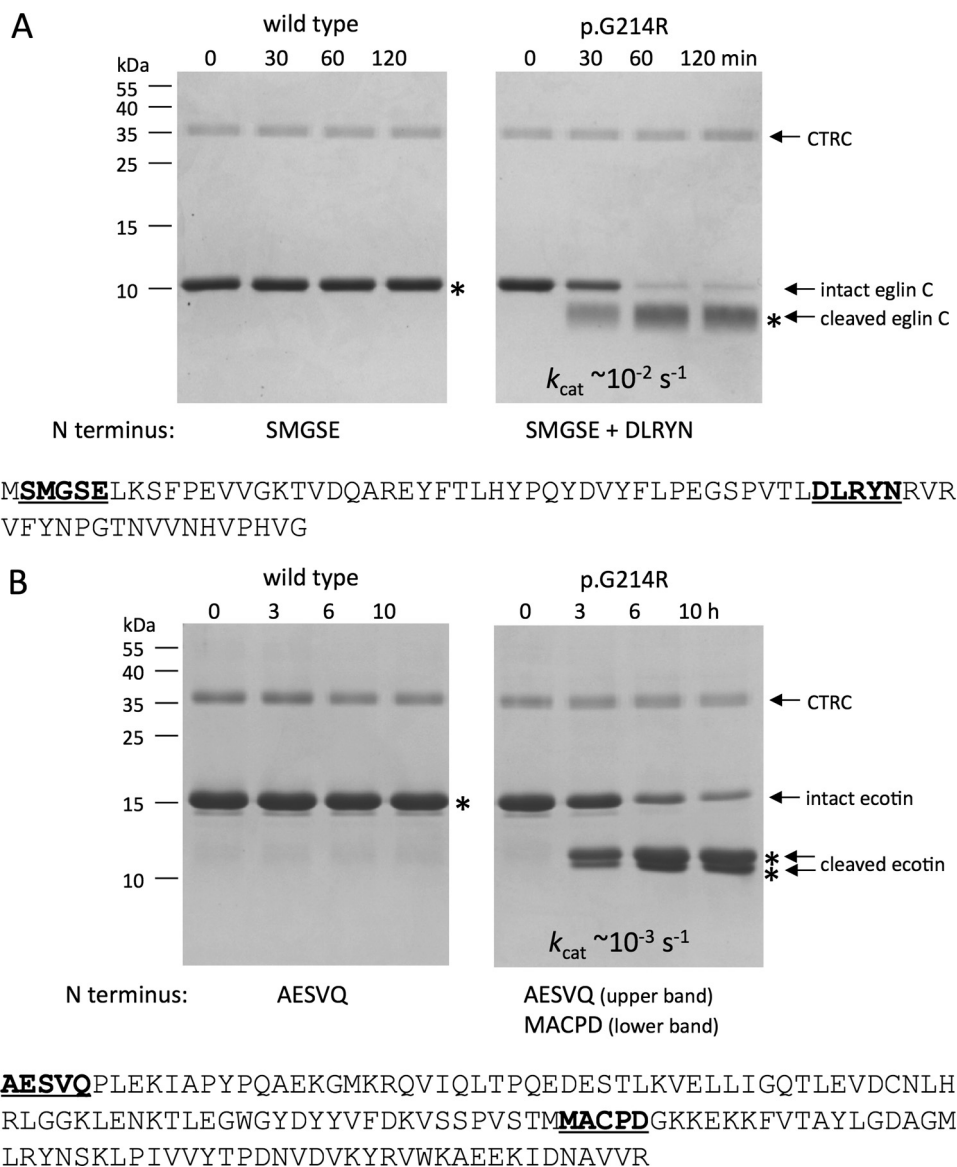 A
wild type
p.G214R
kDa
0 30 60 120
0 30 60 120 min
55
40
35
25
15
10
← CTRC
*
← intact eglin C
* ← cleaved eglin C
kcat ~10-2 s-1
N terminus:
SMGSE
SMGSE + DLRYN
MSMGSELKSFPEVVGKTVDQAREYFTLHYPQYDVYFLPEGSPVTLDLRYNRVR
VFYNPGTNVVNHVPHVG
B
wild type
p.G214R
kDa
0 3 6 10
0 3 6 10 h
55
40
35
25
15
10
← CTRC
*
← intact ecotin
* ←
* ← cleaved ecotin
kcat ~10-3 s-1
N terminus:
AESVQ
AESVQ (upper band)
MACPD (lower band)
AESVQPLEKIAPYPQAEKGMKRQVIQLTPQEDESTLKVELLIGQTLEVDCNLH
RLGGKLENKTLEGWGYDYYVFDKVSSPVSTMMACPDGKKEKKFVTAYLGDAGM
LRYNSKLPIVVYTPDNVDVKYRVWKAEEKIDNAVVR